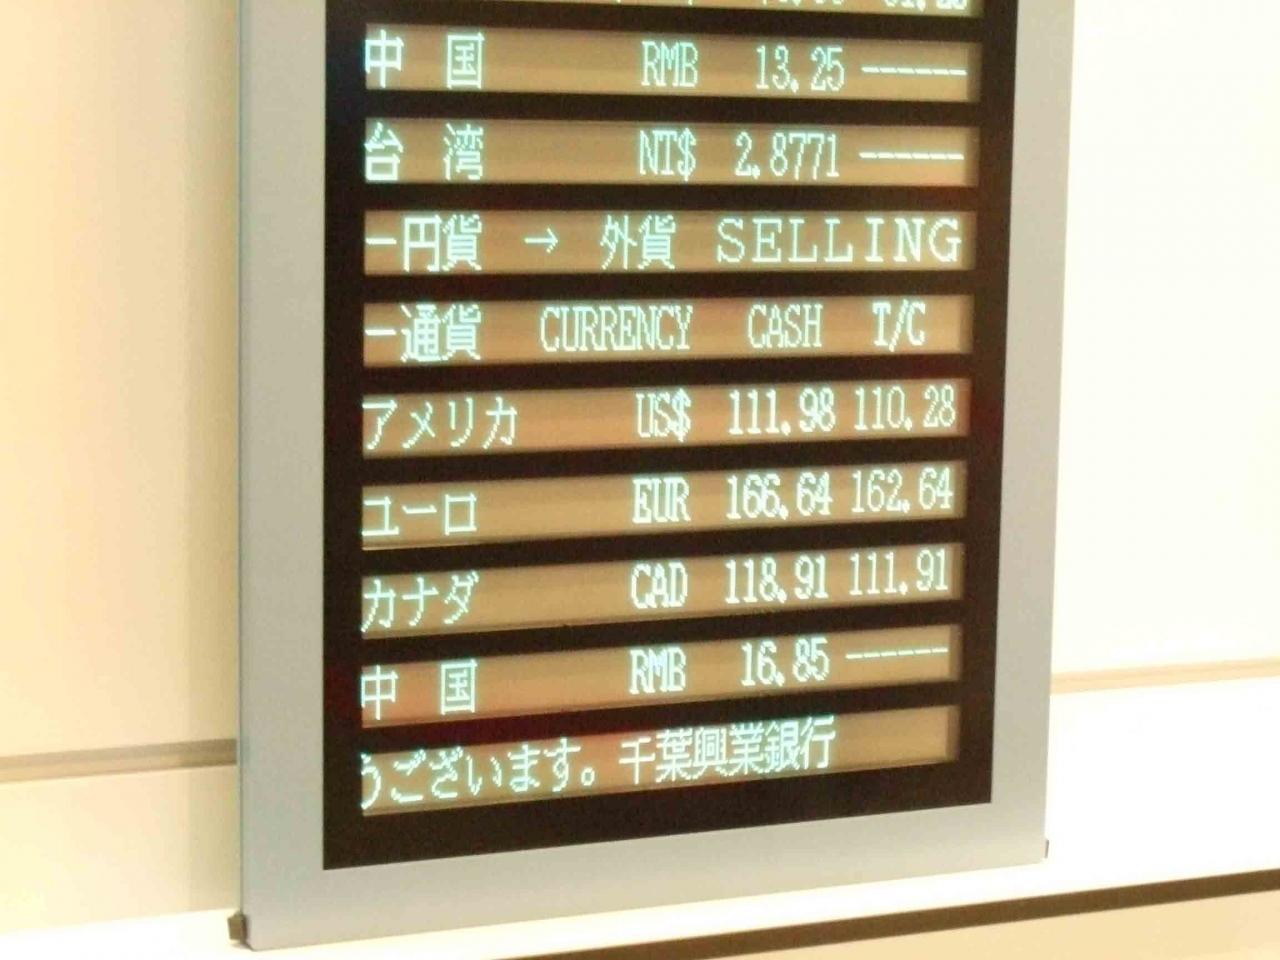 中 国 RMB 13.25 ------
台 湾 NT$ 2.8771 ------
ー円貨 → 外貨 SELLING
ー通貨 CURRENCY CASH T/C
アメリカ US$ 111.98 110.28
ユーロ EUR 166.64 162.64
カナダ CAD 118.91 111.91
中 国 RMB 16.85 ------
うございます。千葉興業銀行